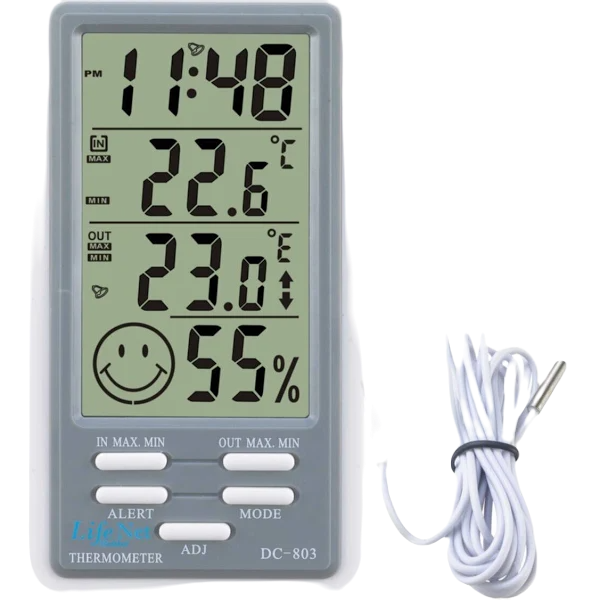 PM 11:48
IN
MAX
22.6 °C
MIN
OUT
MAX
MIN
23.0 °E
55%
IN MAX. MIN OUT MAX. MIN
ALERT MODE
Life
THERMOMETER ADJ DC-803